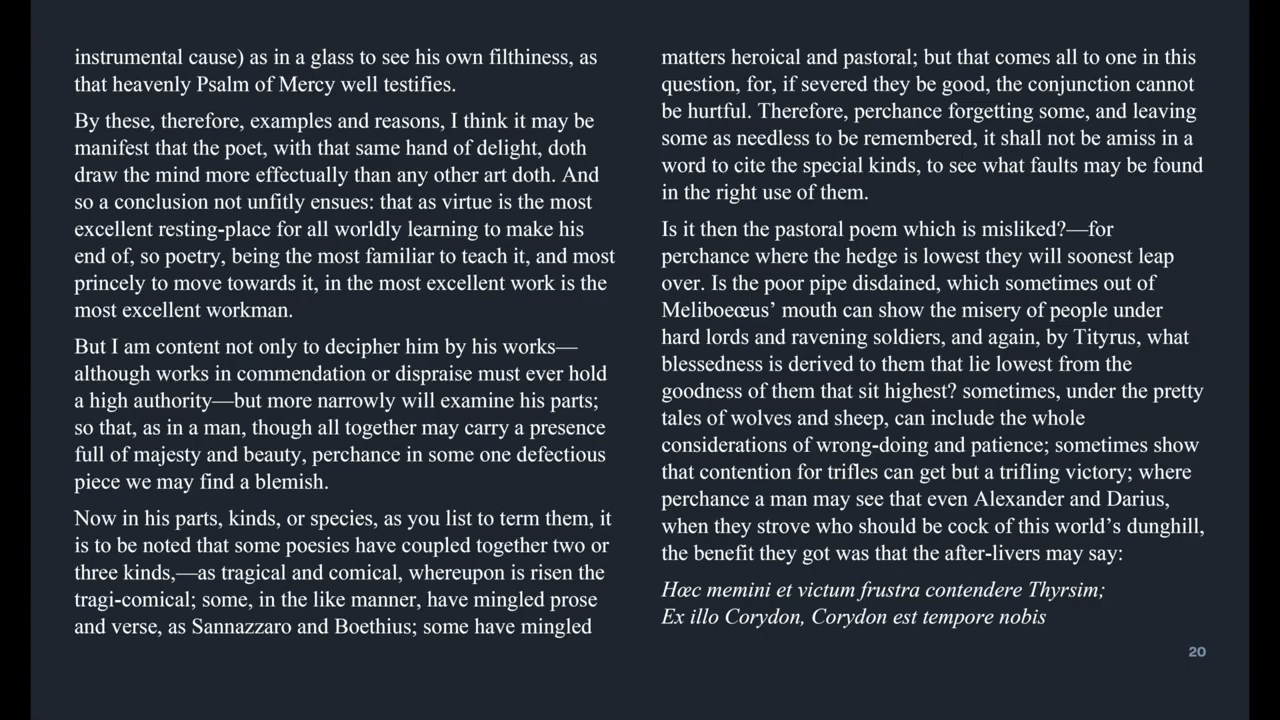 instrumental cause) as in a glass to see his own filthiness, as
that heavenly Psalm of Mercy well testifies.
By these, therefore, examples and reasons, I think it may be
manifest that the poet, with that same hand of delight, doth
draw the mind more effectually than any other art doth. And
so a conclusion not unfitly ensues: that as virtue is the most
excellent resting-place for all worldly learning to make his
end of, so poetry, being the most familiar to teach it, and most
princely to move towards it, in the most excellent work is the
most excellent workman.
But I am content not only to decipher him by his works—
although works in commendation or dispraise must ever hold
a high authority—but more narrowly will examine his parts;
so that, as in a man, though all together may carry a presence
full of majesty and beauty, perchance in some one defectious
piece we may find a blemish.
Now in his parts, kinds, or species, as you list to term them, it
is to be noted that some poesies have coupled together two or
three kinds,—as tragical and comical, whereupon is risen the
tragi-comical; some, in the like manner, have mingled prose
and verse, as Sannazzaro and Boethius; some have mingled
matters heroical and pastoral; but that comes all to one in this
question, for, if severed they be good, the conjunction cannot
be hurtful. Therefore, perchance forgetting some, and leaving
some as needless to be remembered, it shall not be amiss in a
word to cite the special kinds, to see what faults may be found
in the right use of them.
Is it then the pastoral poem which is misliked?—for
perchance where the hedge is lowest they will soonest leap
over. Is the poor pipe disdained, which sometimes out of
Meliboeœus’ mouth can show the misery of people under
hard lords and ravening soldiers, and again, by Tityrus, what
blessedness is derived to them that lie lowest from the
goodness of them that sit highest? sometimes, under the pretty
tales of wolves and sheep, can include the whole
considerations of wrong-doing and patience; sometimes show
that contention for trifles can get but a trifling victory; where
perchance a man may see that even Alexander and Darius,
when they strove who should be cock of this world’s dunghill,
the benefit they got was that the after-livers may say:
Hœc memini et victum frustra contendere Thyrsim;
Ex illo Corydon, Corydon est tempore nobis
20